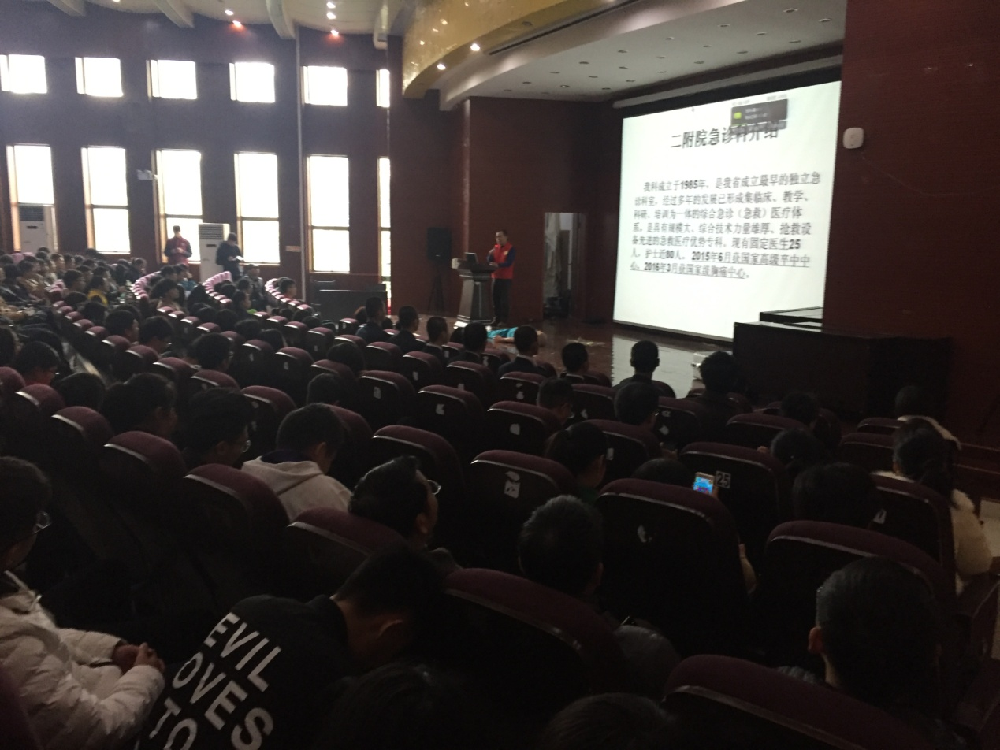 二附院急诊科介绍
我科成立于1985年、是我省成立最早的独立急
诊科室，经过多年的发展已形成集临床、教学、
科研、培训为一体的综合急诊（急救）医疗体
系。是具有规模大、综合技术力量雄厚、抢救设
备先进的急救医疗优势专科。现有固定医生25
人，护士近80人。2015年6月获国家高级卒中中
心、2016年3月获国家级胸痛中心。
25
EVIL
OVES
TO